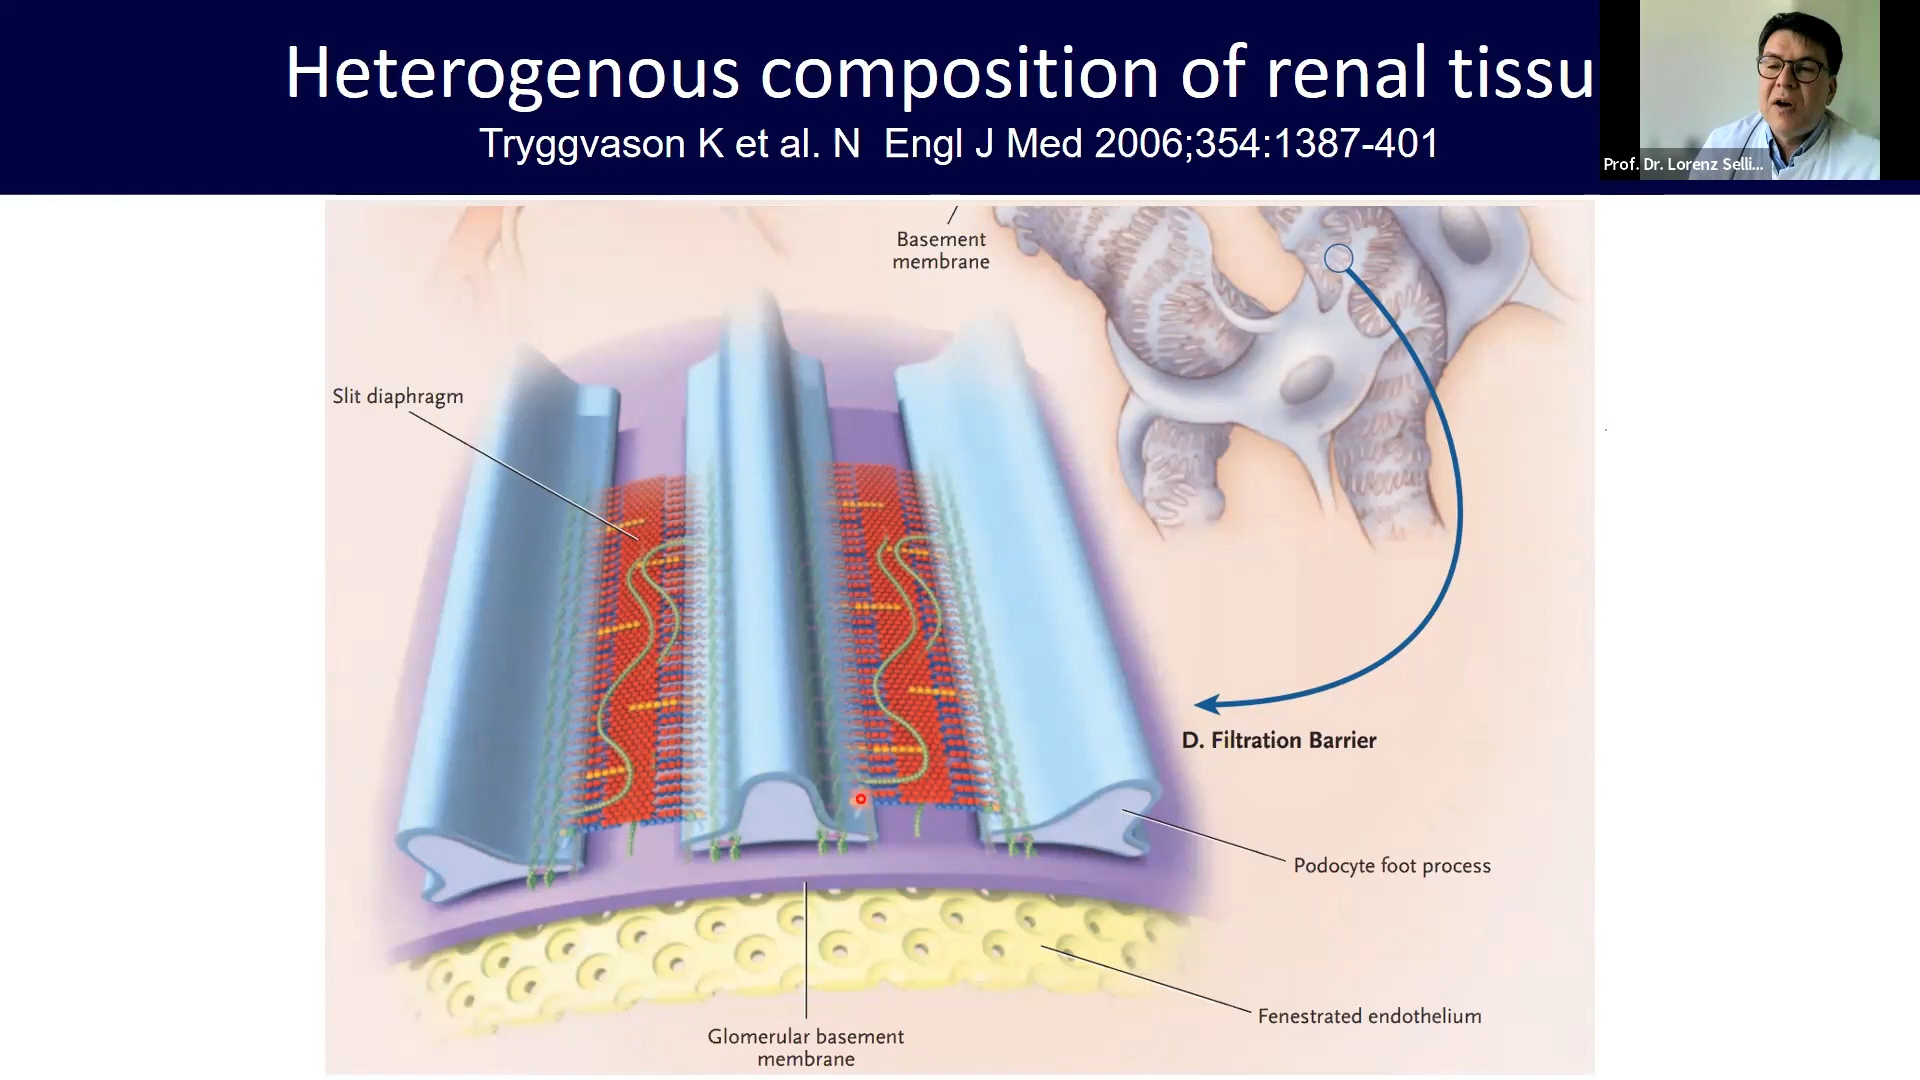 Heterogenous composition of renal tissu
Tryggvason K et al. N Engl J Med 2006;354:1387-401
Prof. Dr. Lorenz Selli...
Basement
membrane
Slit diaphragm
D. Filtration Barrier
Podocyte foot process
Fenestrated endothelium
Glomerular basement
membrane